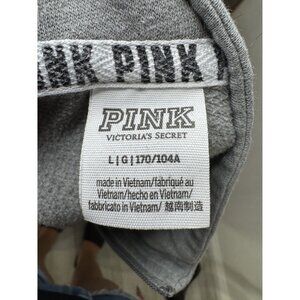 NK PINK
PINK
VICTORIA'S SECRET
L | G | 170/104A
made in Vietnam/fabriqué au
Vietnam/hecho en Vietnam/
fabbricato in Vietnam/ 越南制造